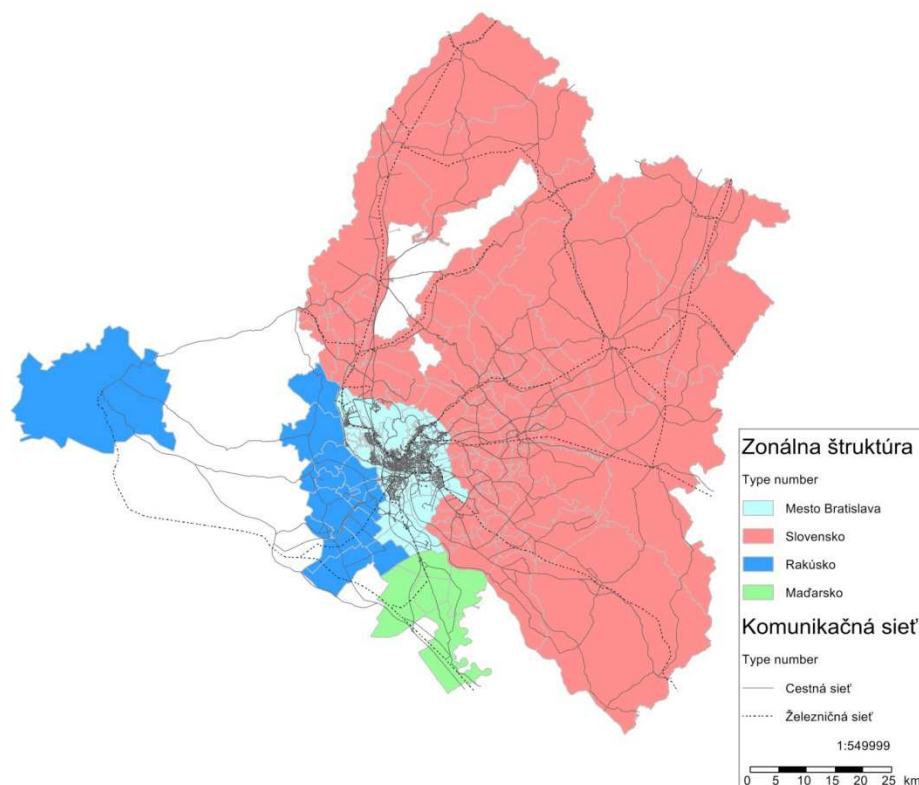 Zonálna štruktúra
Type number
Mesto Bratislava
Slovensko
Rakúsko
Maďarsko
Komunikačná sieť
Type number
Cestná sieť
Železničná sieť
1:549999
0 5 10 15 20 25 km